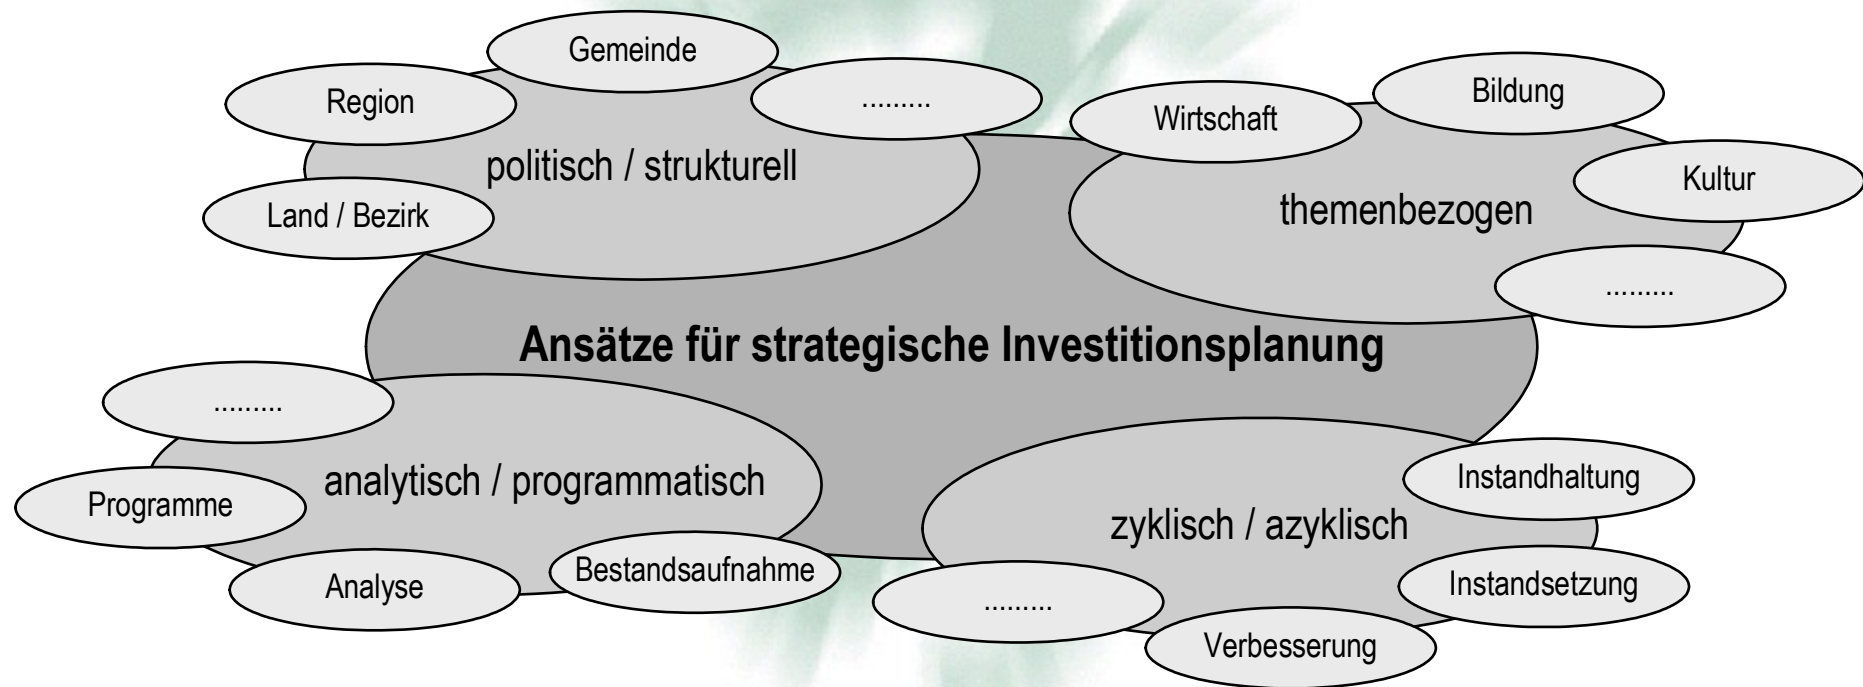 Gemeinde
Region
.........
politisch / strukturell
Land / Bezirk
Wirtschaft
Bildung
Kultur
themenbezogen
.........
Ansätze für strategische Investitionsplanung
.........
analytisch / programmatisch
Programme
Analyse
Bestandsaufnahme
Instandhaltung
zyklisch / azyklisch
Instandsetzung
.........
Verbesserung